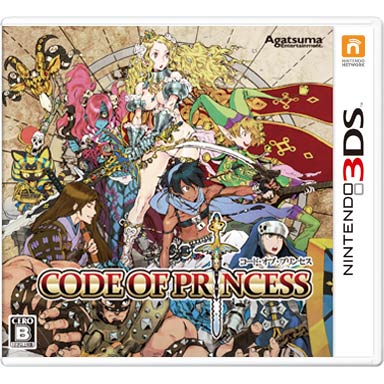 Agatsuma
Entertainment
NINTENDO
NETWORK
NINTENDO 3DS
コード・オブ・プリンセス
CODE OF PRINCESS
CERO
B